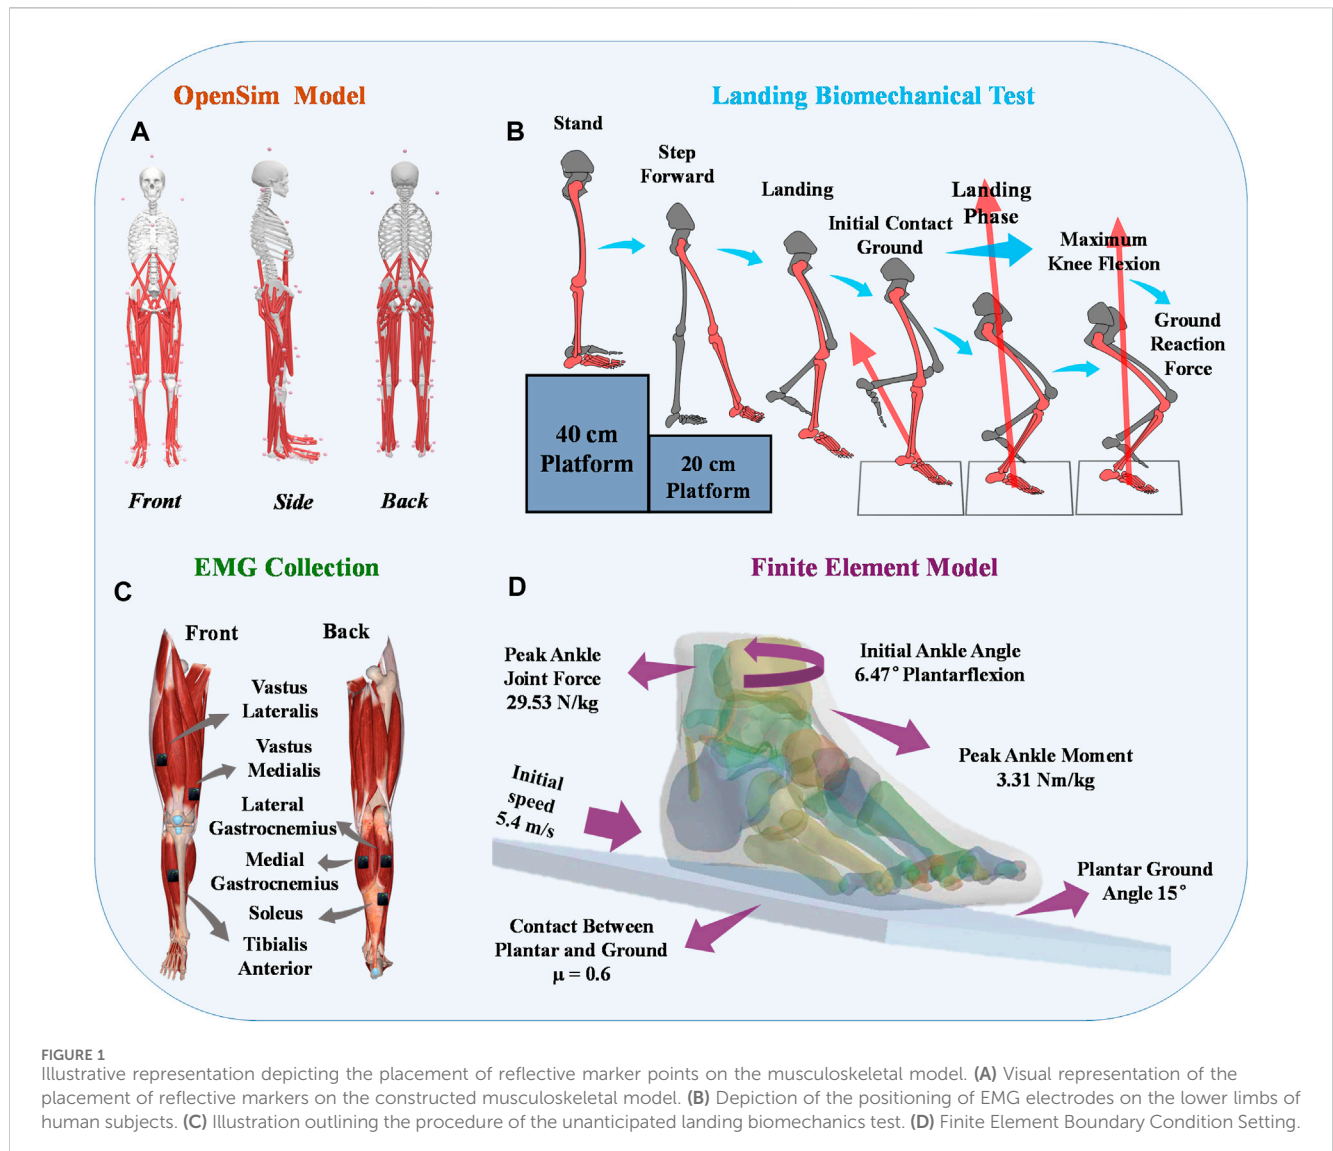 OpenSim Model
A
Front
Side
Back
Landing Biomechanical Test
B
Stand
Step
Forward
Landing
Initial Contact
Ground
Landing
Phase
Maximum
Knee Flexion
Ground
Reaction
Force
40 cm
Platform
20 cm
Platform
EMG Collection
C
Front
Back
Vastus
Lateralis
Vastus
Medialis
Lateral
Gastrocnemius
Medial
Gastrocnemius
Soleus
Tibialis
Anterior
Finite Element Model
D
Peak Ankle
Joint Force
29.53 N/kg
Initial Ankle Angle
6.47° Plantarflexion
Peak Ankle Moment
3.31 Nm/kg
Initial
speed
5.4 m/s
Plantar Ground
Angle 15°
Contact Between
Plantar and Ground
μ = 0.6
FIGURE 1
Illustrative representation depicting the placement of reflective marker points on the musculoskeletal model. (A) Visual representation of the
placement of reflective markers on the constructed musculoskeletal model. (B) Depiction of the positioning of EMG electrodes on the lower limbs of
human subjects. (C) Illustration outlining the procedure of the unanticipated landing biomechanics test. (D) Finite Element Boundary Condition Setting.